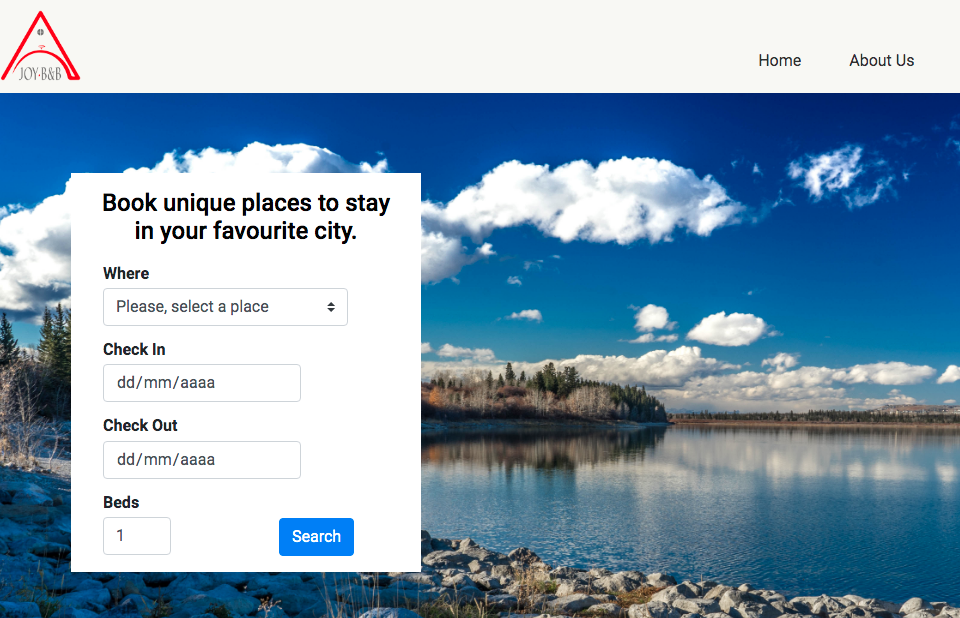 JOY·B&B
Home
About Us
Book unique places to stay
in your favourite city.
Where
Please, select a place
Check In
dd/mm/aaaa
Check Out
dd/mm/aaaa
Beds
1
Search